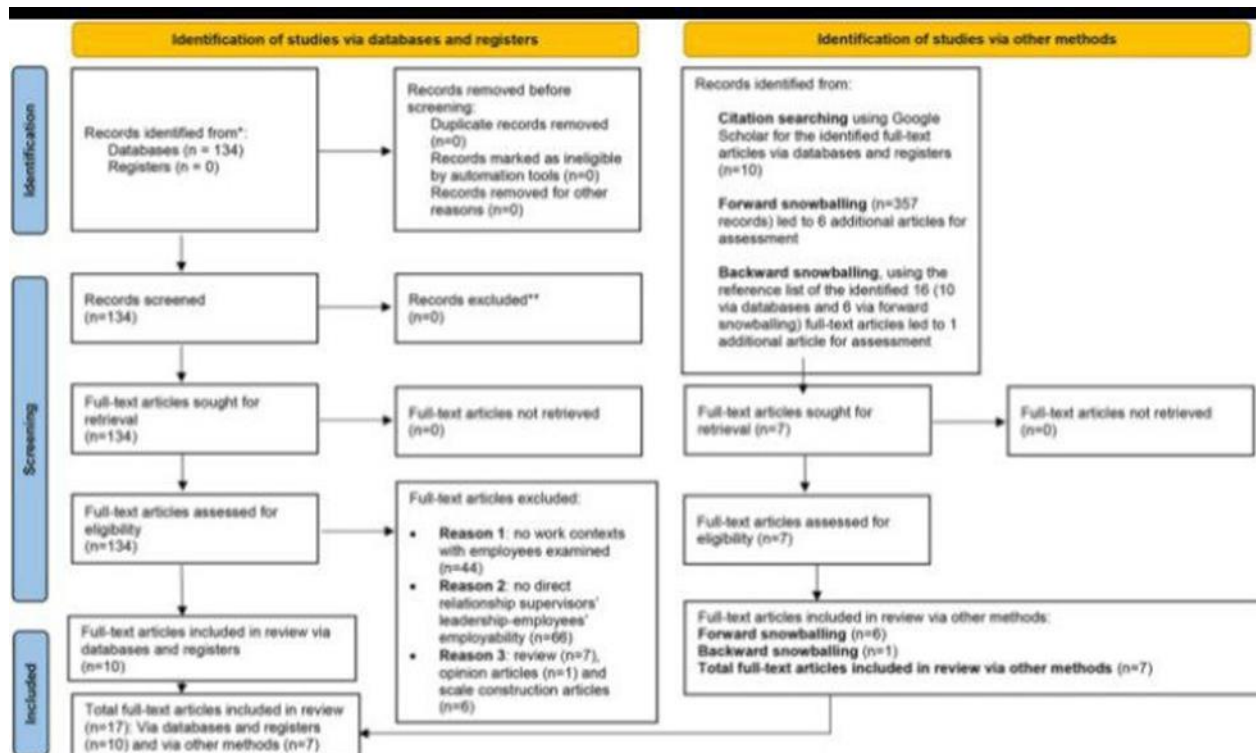 Identification of studies via databases and registers
Identification of studies via other methods
Identification
Records identified from*:
Databases (n = 134)
Registers (n = 0)
Records removed before
screening:
Duplicate records removed
(n=0)
Records marked as ineligible
by automation tools (n=0)
Records removed for other
reasons (n=0)
Records identified from:
Citation searching using Google
Scholar for the identified full-text
articles via databases and registers
(n=10)
Forward snowballing (n=357
records) led to 6 additional articles for
assessment
Backward snowballing, using the
reference list of the identified 16 (10
via databases and 6 via forward
snowballing) full-text articles led to 1
additional article for assessment
Screening
Records screened
(n=134)
Records excluded**
(n=0)
Full-text articles sought for
retrieval
(n=134)
Full-text articles not retrieved
(n=0)
Full-text articles sought for
retrieval (n=7)
Full-text articles not retrieved
(n=0)
Full-text articles assessed for
eligibility
(n=134)
Full-text articles excluded:
• Reason 1: no work contexts
with employees examined
(n=44)
• Reason 2: no direct
relationship supervisors'
leadership-employees'
employability (n=66)
• Reason 3: review (n=7),
opinion articles (n=1) and
scale construction articles
(n=6)
Full-text articles assessed for
eligibility (n=7)
Included
Full-text articles included in review via
databases and registers
(n=10)
Full-text articles included in review via other methods:
Forward snowballing (n=6)
Backward snowballing (n=1)
Total full-text articles included in review via other methods (n=7)
Total full-text articles included in review
(n=17): Via databases and registers
(n=10) and via other methods (n=7)